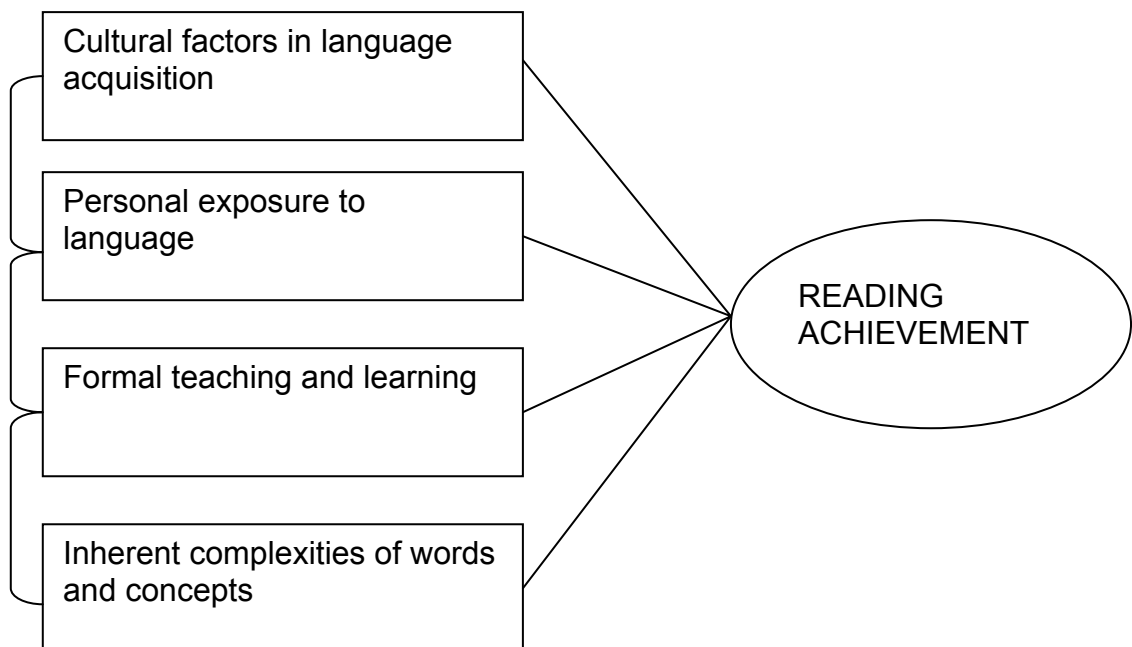 Cultural factors in language
acquisition
Personal exposure to
language
Formal teaching and learning
Inherent complexities of words
and concepts
READING
ACHIEVEMENT